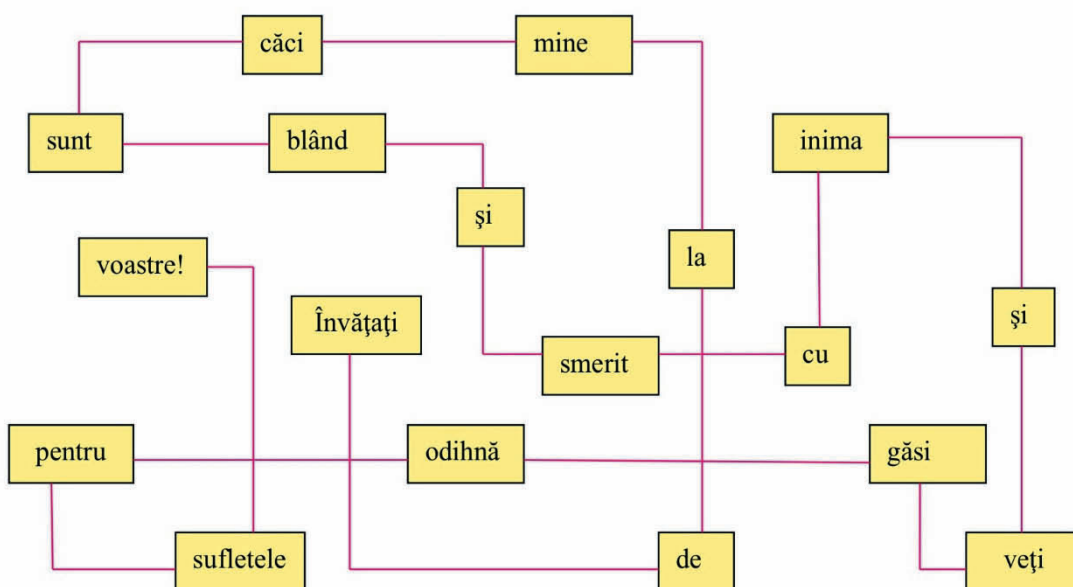 căci mine
sunt blând inima
şi
voastre! la
Învăţaţi şi
smerit cu
pentru odihnă găsi
sufletele de veţi